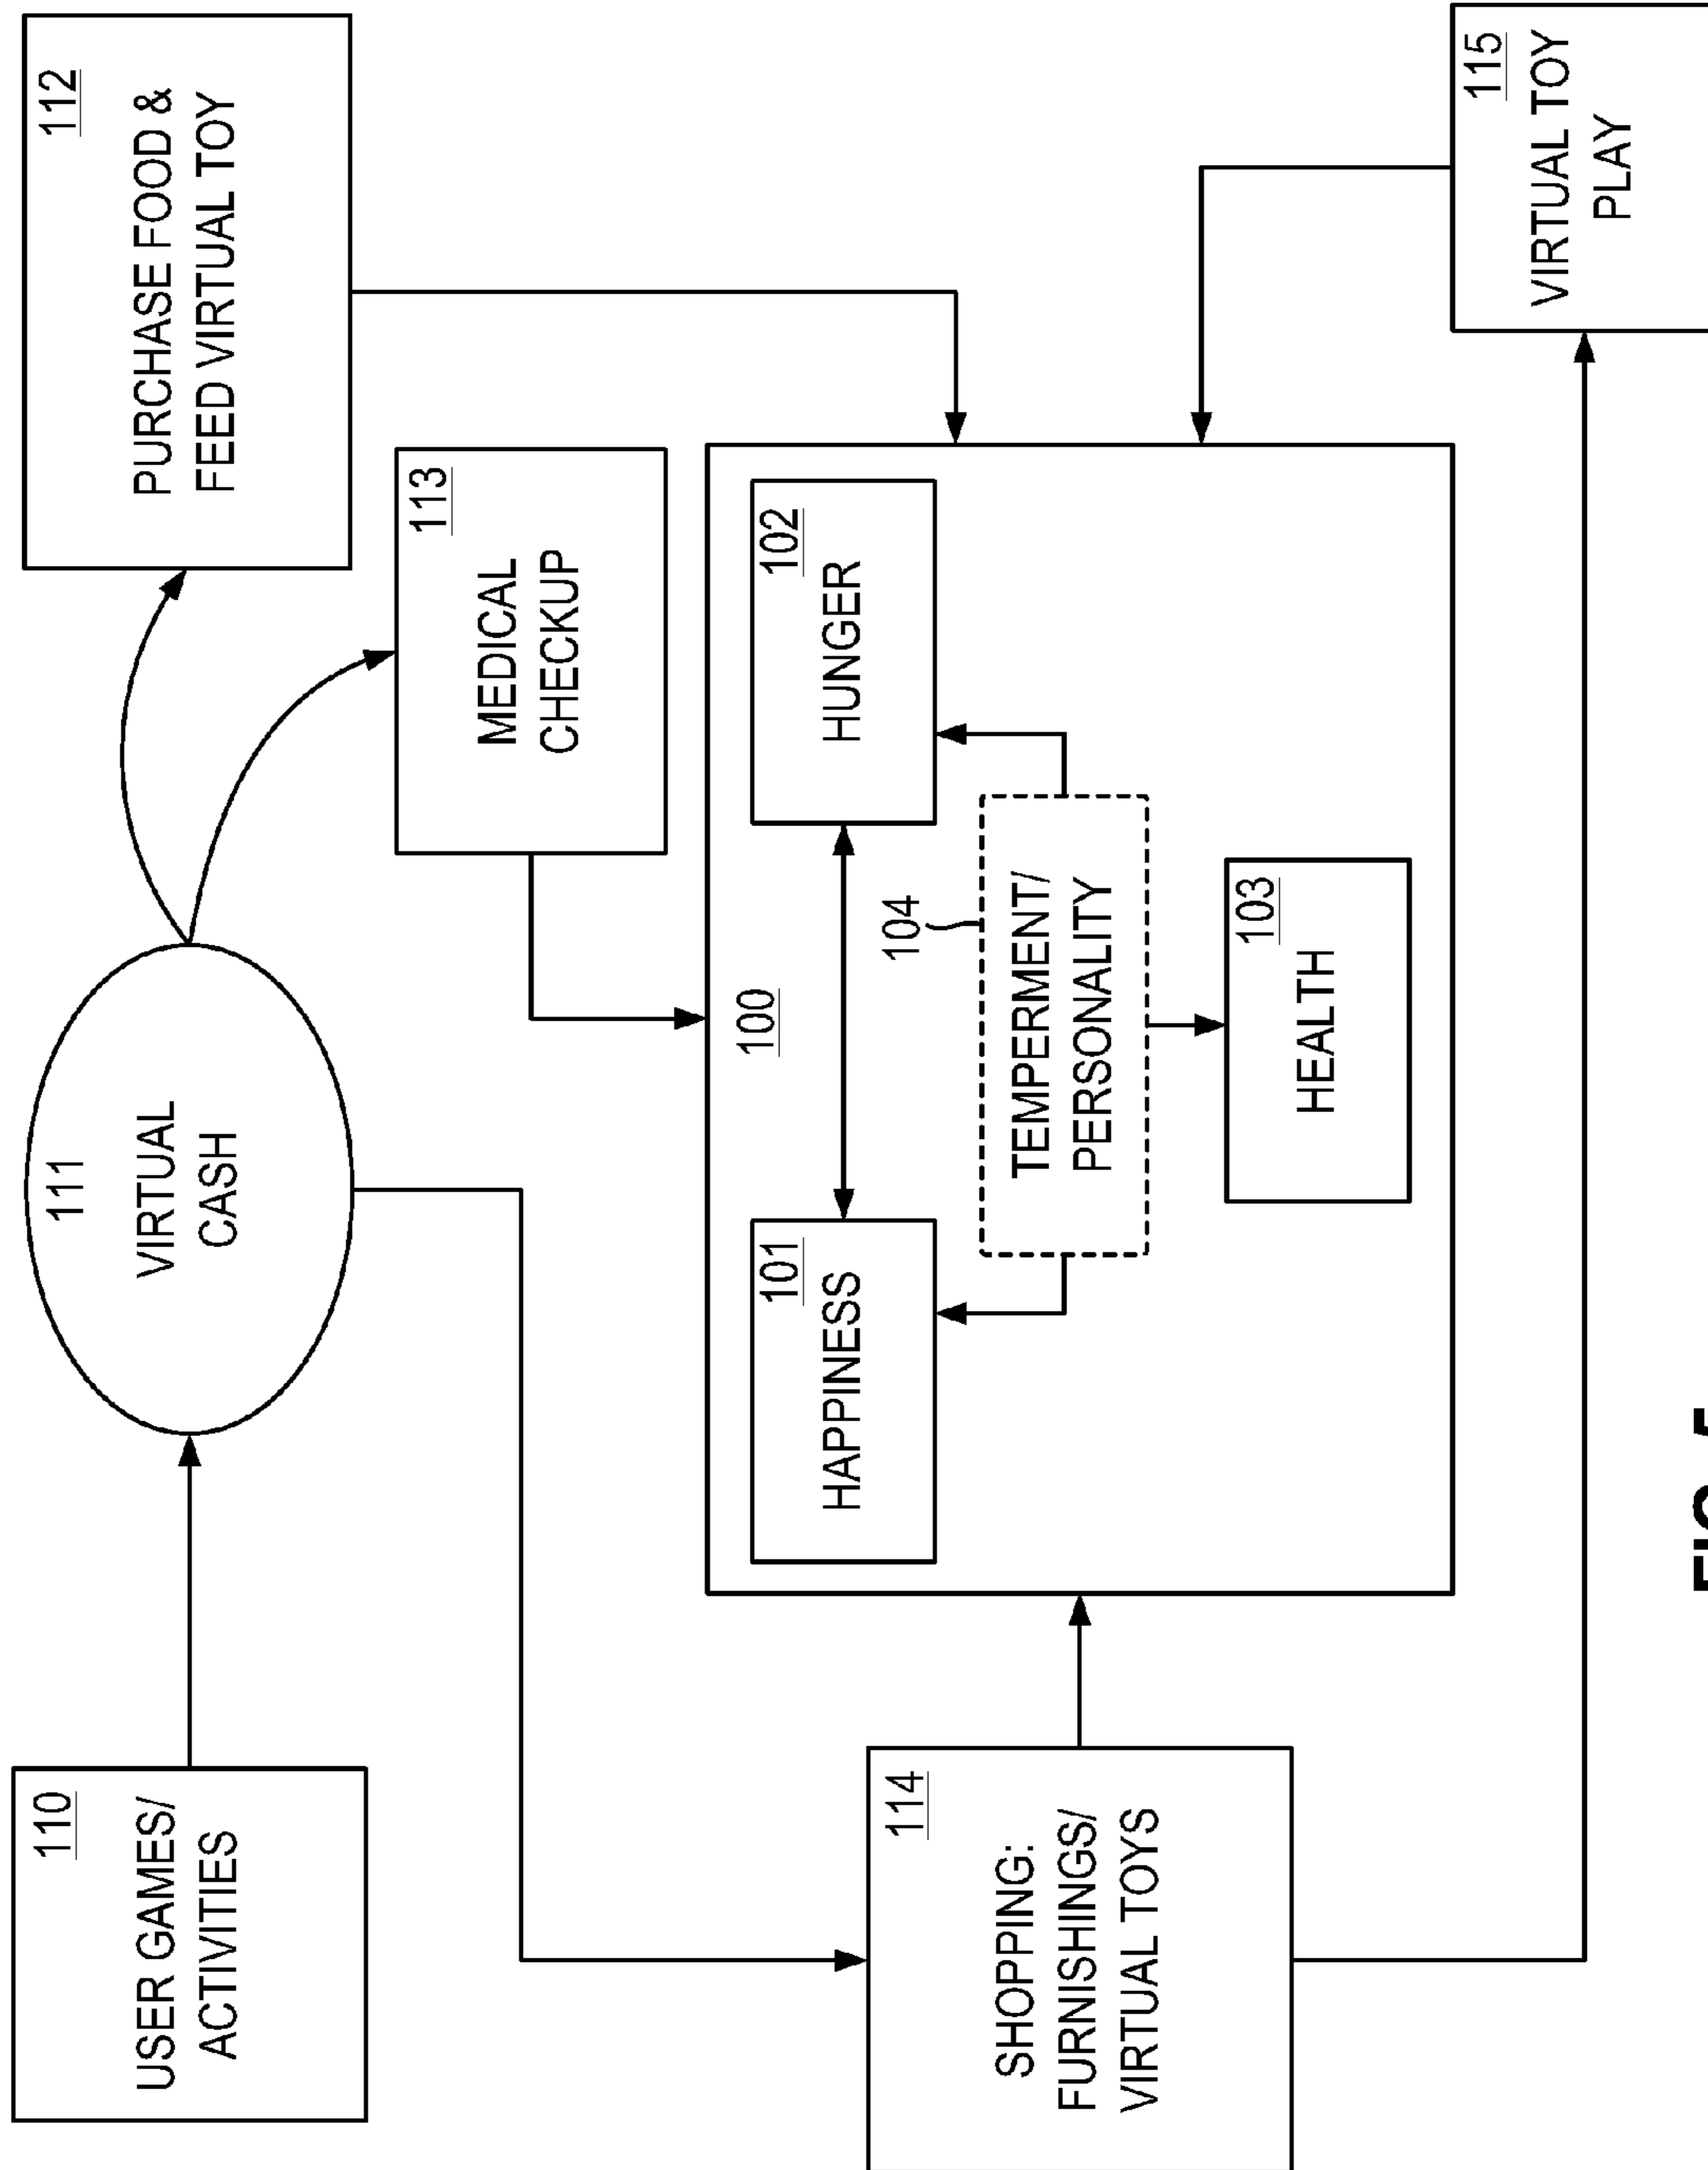 110
USER GAMES/
ACTIVITIES
111
VIRTUAL
CASH
112
PURCHASE FOOD &
FEED VIRTUAL TOY
113
MEDICAL
CHECKUP
100
101
HAPPINESS
102
HUNGER
104
TEMPERMENT/
PERSONALITY
103
HEALTH
114
SHOPPING:
FURNISHINGS/
VIRTUAL TOYS
115
VIRTUAL TOY
PLAY